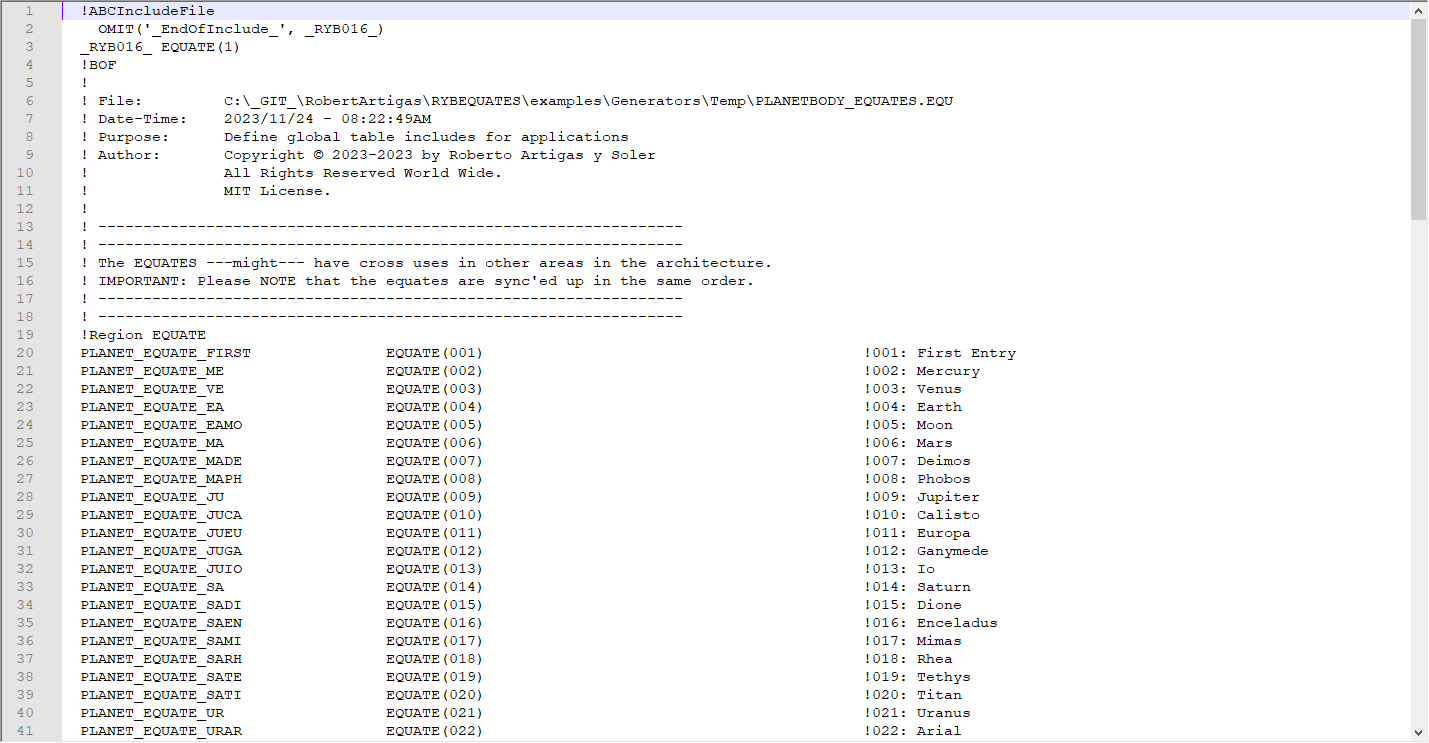 1 !ABCIncludeFile
2 OMIT('_EndOfInclude_', _RYB016_)
3 _RYB016_ EQUATE(1)
4 !BOF
5 !
6 ! File: C:\_GIT_\RobertArtigas\RYBEQUATES\examples\Generators\Temp\PLANETBODY_EQUATES.EQU
7 ! Date-Time: 2023/11/24 - 08:22:49AM
8 ! Purpose: Define global table includes for applications
9 ! Author: Copyright © 2023-2023 by Roberto Artigas y Soler
10 ! All Rights Reserved World Wide.
11 ! MIT License.
12 !
13 ! -----------------------------------------------------------------
14 ! -----------------------------------------------------------------
15 ! The EQUATES ---might--- have cross uses in other areas in the architecture.
16 ! IMPORTANT: Please NOTE that the equates are sync'ed up in the same order.
17 ! -----------------------------------------------------------------
18 ! -----------------------------------------------------------------
19 !Region EQUATE
20 PLANET_EQUATE_FIRST EQUATE(001) !001: First Entry
21 PLANET_EQUATE_ME EQUATE(002) !002: Mercury
22 PLANET_EQUATE_VE EQUATE(003) !003: Venus
23 PLANET_EQUATE_EA EQUATE(004) !004: Earth
24 PLANET_EQUATE_EAMO EQUATE(005) !005: Moon
25 PLANET_EQUATE_MA EQUATE(006) !006: Mars
26 PLANET_EQUATE_MADE EQUATE(007) !007: Deimos
27 PLANET_EQUATE_MAPH EQUATE(008) !008: Phobos
28 PLANET_EQUATE_JU EQUATE(009) !009: Jupiter
29 PLANET_EQUATE_JUCA EQUATE(010) !010: Calisto
30 PLANET_EQUATE_JUEU EQUATE(011) !011: Europa
31 PLANET_EQUATE_JUGA EQUATE(012) !012: Ganymede
32 PLANET_EQUATE_JUIO EQUATE(013) !013: Io
33 PLANET_EQUATE_SA EQUATE(014) !014: Saturn
34 PLANET_EQUATE_SADI EQUATE(015) !015: Dione
35 PLANET_EQUATE_SAEN EQUATE(016) !016: Enceladus
36 PLANET_EQUATE_SAMI EQUATE(017) !017: Mimas
37 PLANET_EQUATE_SARH EQUATE(018) !018: Rhea
38 PLANET_EQUATE_SATE EQUATE(019) !019: Tethys
39 PLANET_EQUATE_SATI EQUATE(020) !020: Titan
40 PLANET_EQUATE_UR EQUATE(021) !021: Uranus
41 PLANET_EQUATE_URAR EQUATE(022) !022: Arial